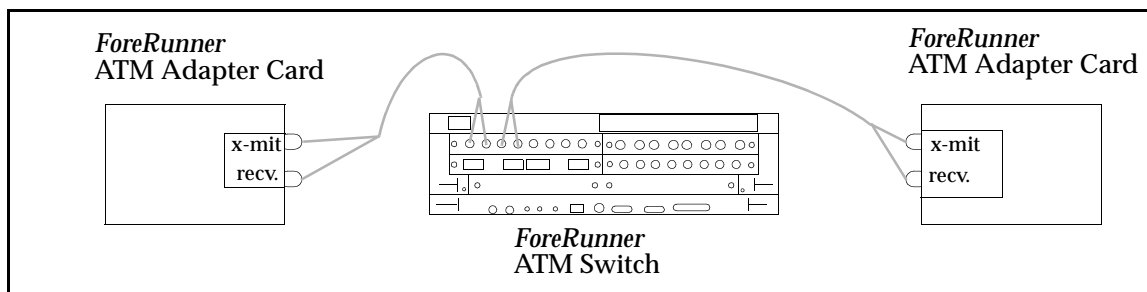 ForeRunner
ATM Adapter Card
x-mit
recv.
ForeRunner
ATM Switch
ForeRunner
ATM Adapter Card
x-mit
recv.